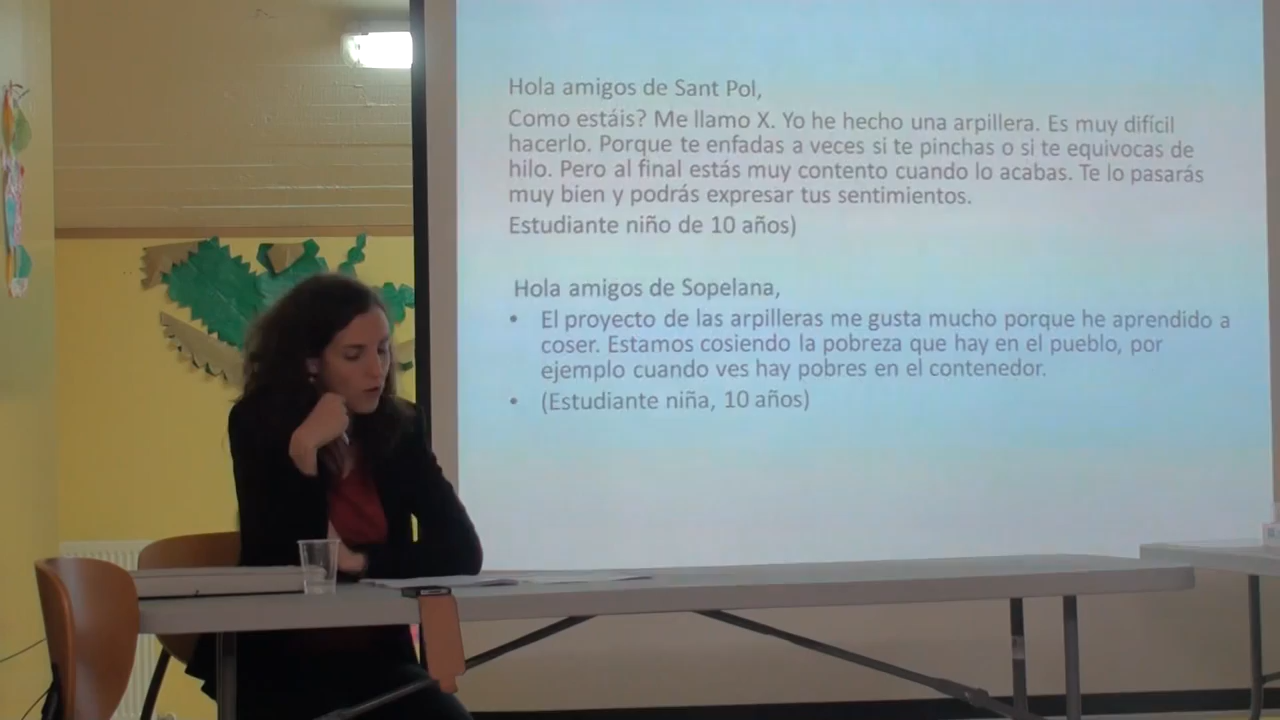 Hola amigos de Sant Pol,
Como estáis? Me llamo X. Yo he hecho una arpillera. Es muy difícil
hacerlo. Porque te enfadas a veces si te pinchas o si te equivocas de
hilo. Pero al final estás muy contento cuando lo acabas. Te lo pasarás
muy bien y podrás expresar tus sentimientos.
Estudiante niño de 10 años)
Hola amigos de Sopelana,
• El proyecto de las arpilleras me gusta mucho porque he aprendido a
coser. Estamos cosiendo la pobreza que hay en el pueblo, por
ejemplo cuando ves hay pobres en el contenedor.
• (Estudiante niña, 10 años)